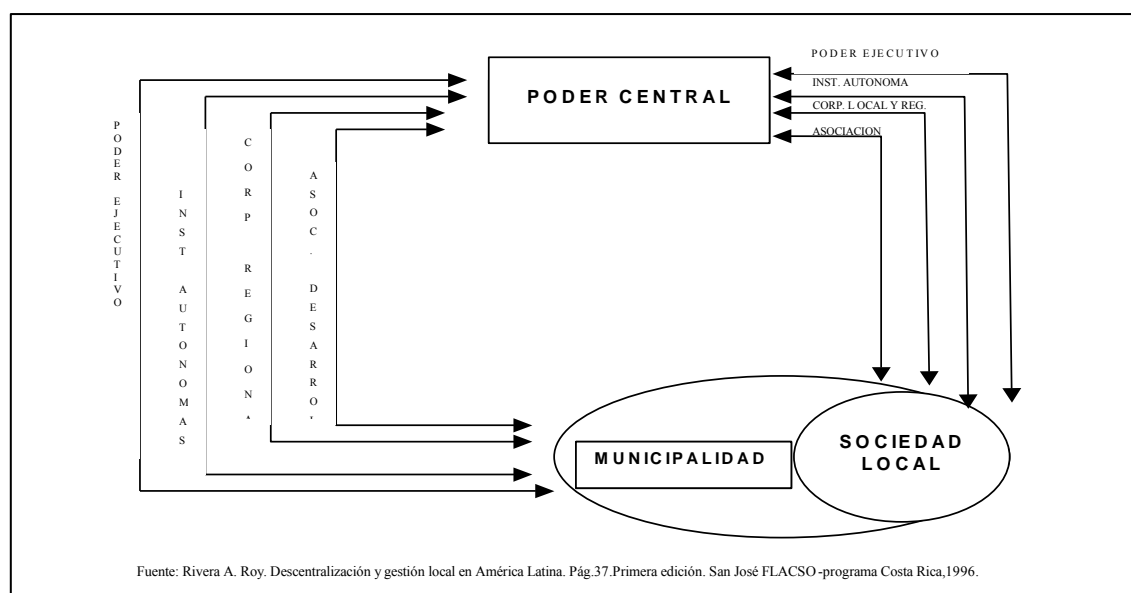 PODER EJECUTIVO
PODER CENTRAL
INST. AUTONOMA
CORP. LOCAL Y REG.
ASOCIACION
PODER EJECUTIVO
INST AUTONOMAS
CORP REGIONA
ASOC. DESARROL
MUNICIPALIDAD
SOCIEDAD
LOCAL
Fuente: Rivera A. Roy. Descentralización y gestión local en América Latina. Pág.37.Primera edición. San José FLACSO-programa Costa Rica,1996.